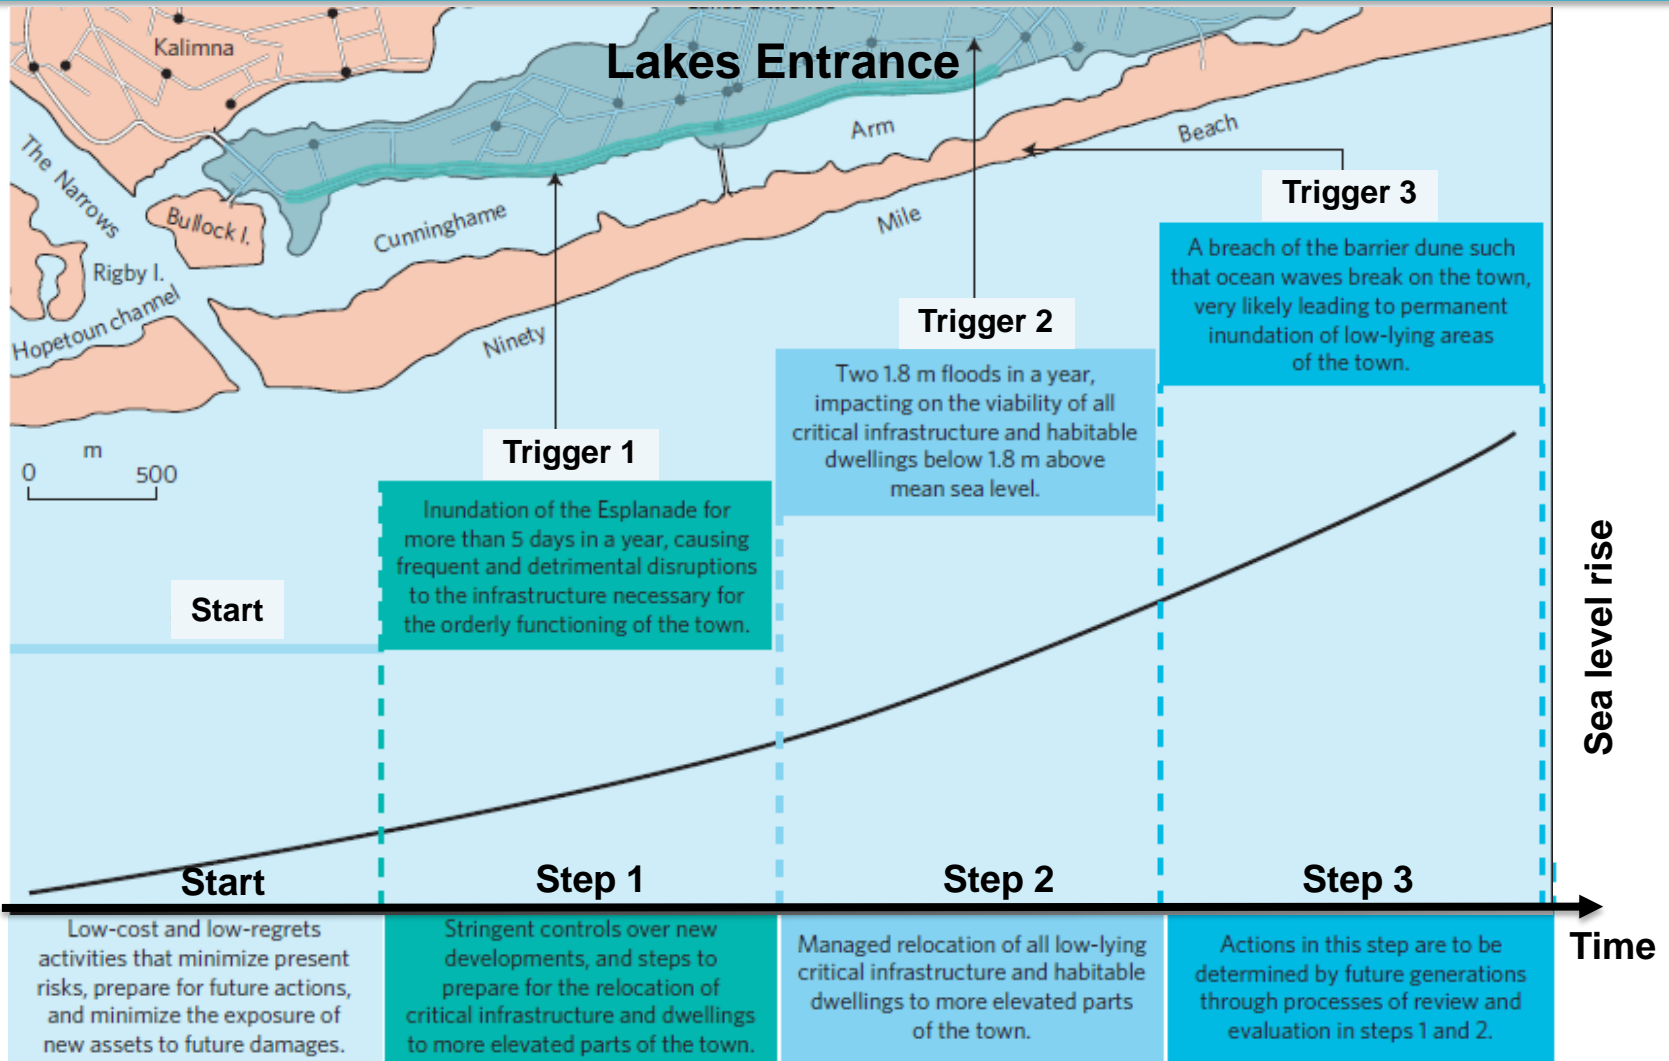 Kalimna
Lakes Entrance
The Narrows
Bullock I.
Rigby I.
Hopetoun channel
Cunninghame
Arm
Ninety
Mile
Beach
m
0 500
Trigger 3
A breach of the barrier dune such
that ocean waves break on the town,
very likely leading to permanent
inundation of low-lying areas
of the town.
Trigger 2
Two 1.8 m floods in a year,
impacting on the viability of all
critical infrastructure and habitable
dwellings below 1.8 m above
mean sea level.
Trigger 1
Inundation of the Esplanade for
more than 5 days in a year, causing
frequent and detrimental disruptions
to the infrastructure necessary for
the orderly functioning of the town.
Start
Sea level rise
Start
Step 1
Step 2
Step 3
Time
Low-cost and low-regrets
activities that minimize present
risks, prepare for future actions,
and minimize the exposure of
new assets to future damages.
Stringent controls over new
developments, and steps to
prepare for the relocation of
critical infrastructure and dwellings
to more elevated parts of the town.
Managed relocation of all low-lying
critical infrastructure and habitable
dwellings to more elevated parts
of the town.
Actions in this step are to be
determined by future generations
through processes of review and
evaluation in steps 1 and 2.